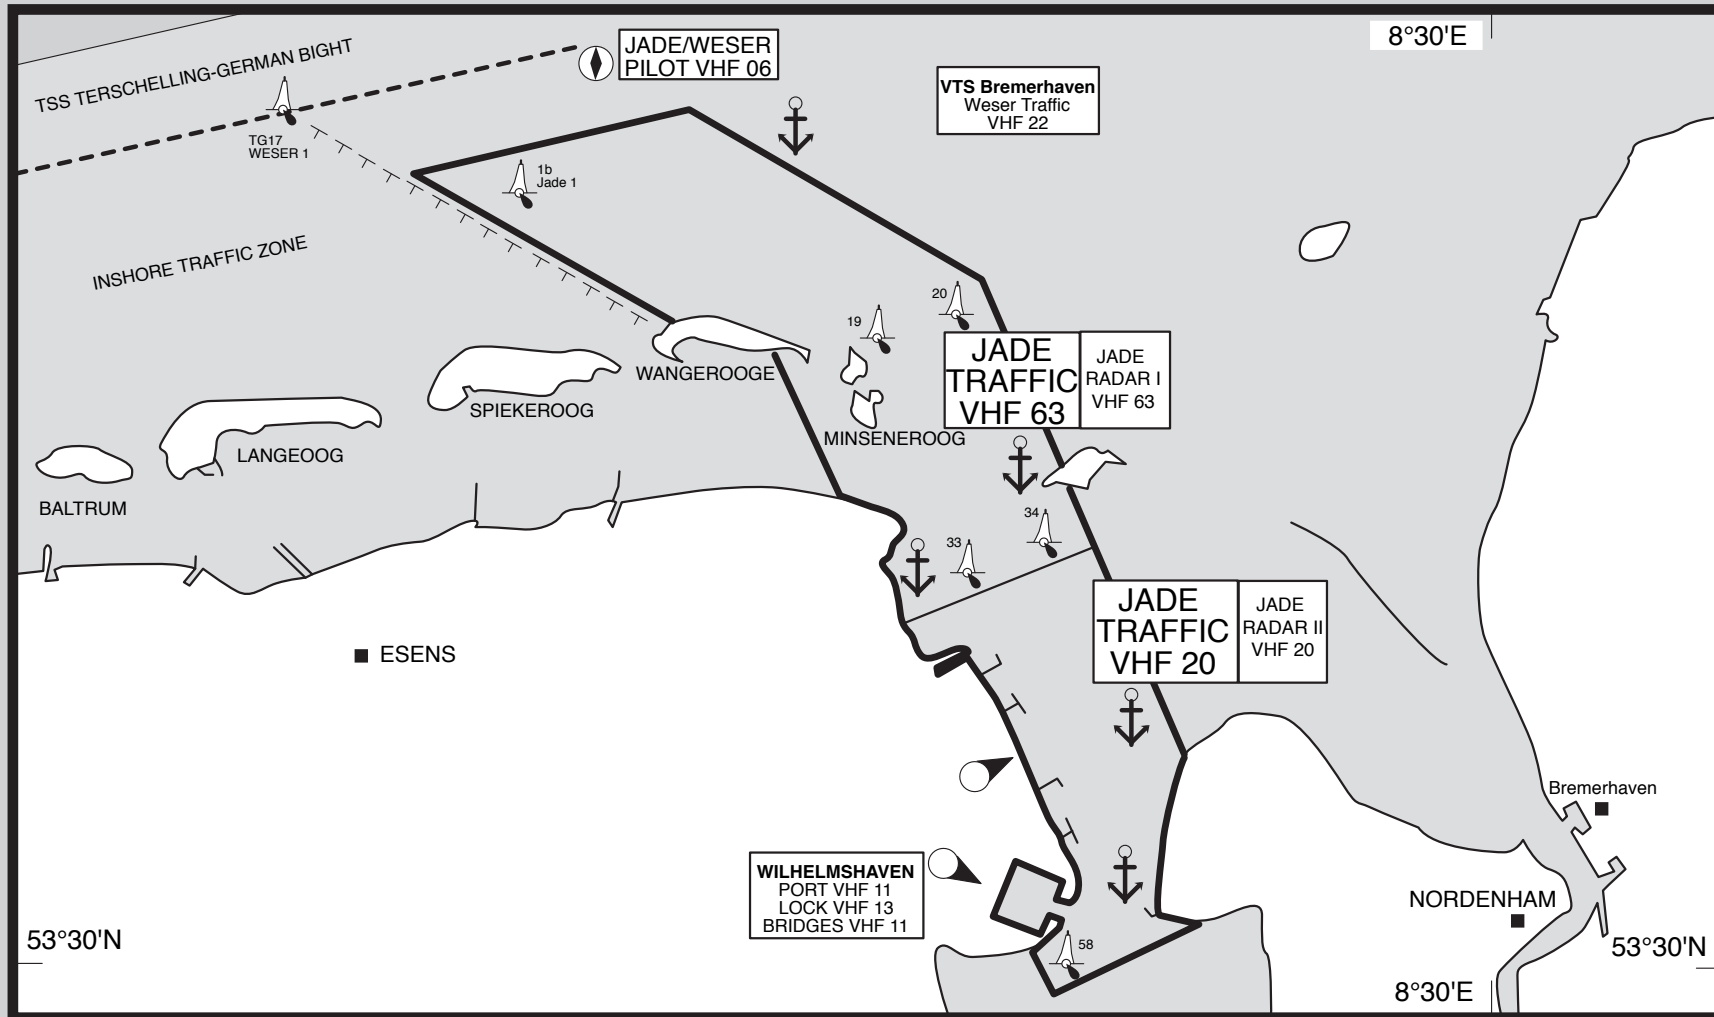 8°30'E
JADE/WESER
PILOT VHF 06
TSS TERSCHELLING-GERMAN BIGHT
VTS Bremerhaven
Weser Traffic
VHF 22
TG17
WESER 1
1b
Jade 1
INSHORE TRAFFIC ZONE
20
19
JADE
TRAFFIC
VHF 63
JADE
RADAR I
VHF 63
WANGEROOGE
SPIEKEROOG
MINSENEROOG
LANGEOOG
BALTRUM
34
33
JADE
TRAFFIC
VHF 20
JADE
RADAR II
VHF 20
ESENS
Bremerhaven
WILHELMSHAVEN
PORT VHF 11
LOCK VHF 13
BRIDGES VHF 11
NORDENHAM
58
53°30'N
53°30'N
8°30'E